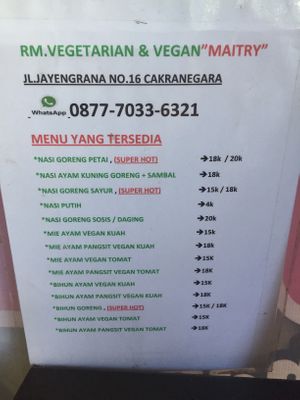 RM.VEGETARIAN & VEGAN"MAITRY"
JL.JAYENGRANA NO.16 CAKRANEGARA
WhatsApp 0877-7033-6321
MENU YANG TERSEDIA
*NASI GORENG PETAI , (SUPER HOT) →18k / 20k
*NASI AYAM KUNING GORENG + SAMBAL →18k
*NASI GORENG SAYUR , (SUPER HOT) →15k / 18k
*NASI PUTIH →4k
*NASI GORENG SOSIS / DAGING →20k
*MIE AYAM VEGAN KUAH →15k
*MIE AYAM PANGSIT VEGAN KUAH →18k
*MIE AYAM VEGAN TOMAT →15K
*MIE AYAM PANGSIT VEGAN TOMAT →18K
*BIHUN AYAM VEGAN KUAH →15K
*BIHUN AYAM PANGSIT VEGAN KUAH →18K
*BIHUN GORENG , (SUPER HOT) →15K / 18K
*BIHUN AYAM VEGAN TOMAT →15K
*BIHUN AYAM PANGSIT VEGAN TOMAT →18K